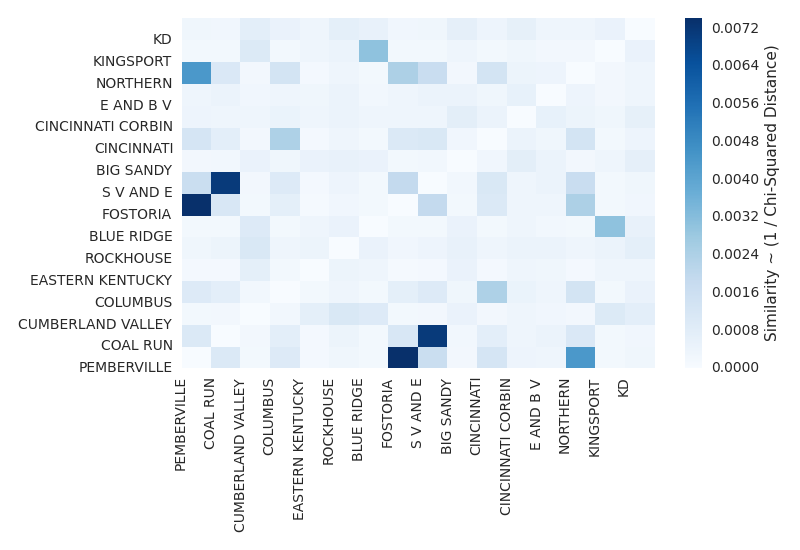 KD
KINGSPORT
NORTHERN
E AND B V
CINCINNATI CORBIN
CINCINNATI
BIG SANDY
S V AND E
FOSTORIA
BLUE RIDGE
ROCKHOUSE
EASTERN KENTUCKY
COLUMBUS
CUMBERLAND VALLEY
COAL RUN
PEMBERVILLE
PEMBERVILLE
COAL RUN
CUMBERLAND VALLEY
COLUMBUS
EASTERN KENTUCKY
ROCKHOUSE
BLUE RIDGE
FOSTORIA
S V AND E
BIG SANDY
CINCINNATI
CINCINNATI CORBIN
E AND B V
NORTHERN
KINGSPORT
KD
0.0072
0.0064
0.0056
0.0048
0.0040
0.0032
0.0024
0.0016
0.0008
0.0000
Similarity ~ (1 / Chi-Squared Distance)